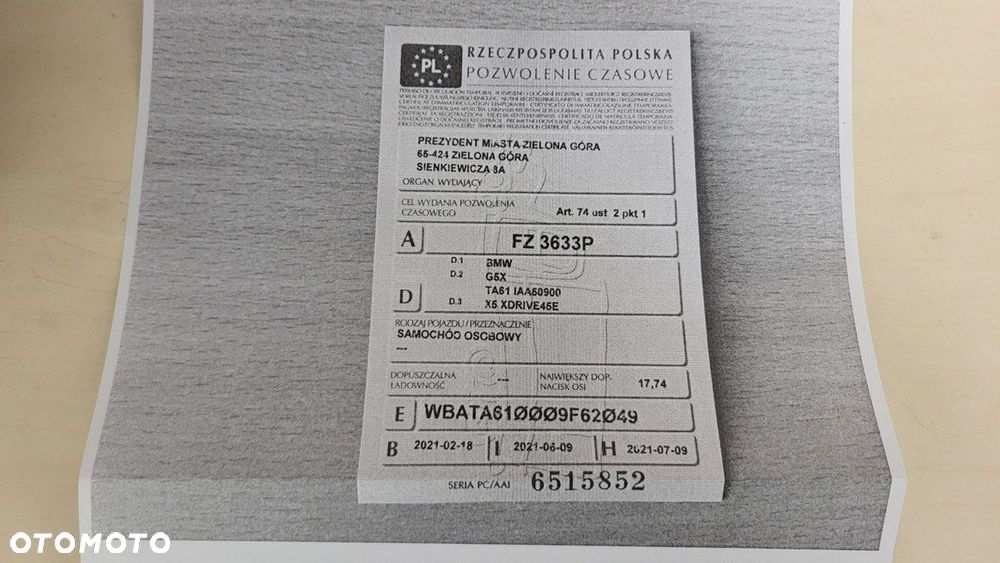 PL
RZECZPOSPOLITA POLSKA
POZWOLENIE CZASOWE
PREZYDENT MIASTA ZIELONA GÓRA
65-424 ZIELONA GÓRA
SIENKIEWICZA 8A
ORGAN WYDAJĄCY
CEL WYDANIA POZWOLENIA
CZASOWEGO
Art. 74 ust 2 pkt 1
A FZ 3633P
D.1 BMW
D.2 G5X
TA61 IAA50900
D D.3 X5 XDRIVE45E
RODZAJ POJAZDU / PRZEZNACZENIE
SAMOCHÓD OSOBOWY
---
DOPUSZCZALNA
ŁADOWNOŚĆ ---
NAJWIĘKSZY DOP.
NACISK OSI 17,74
E WBATA61ØØØ9F62Ø49
B 2021-02-18 I 2021-06-09 H 2021-07-09
SERIA PC/AAI 6515852
OTOMOTO